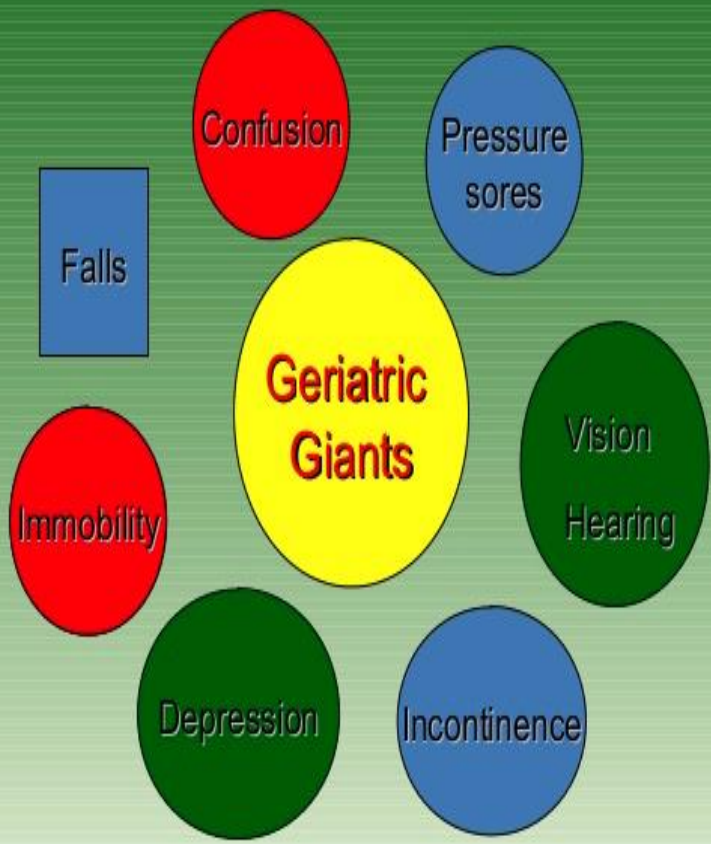 Confusion
Pressure
sores
Falls
Geriatric
Giants
Vision
Hearing
Immobility
Depression
Incontinence